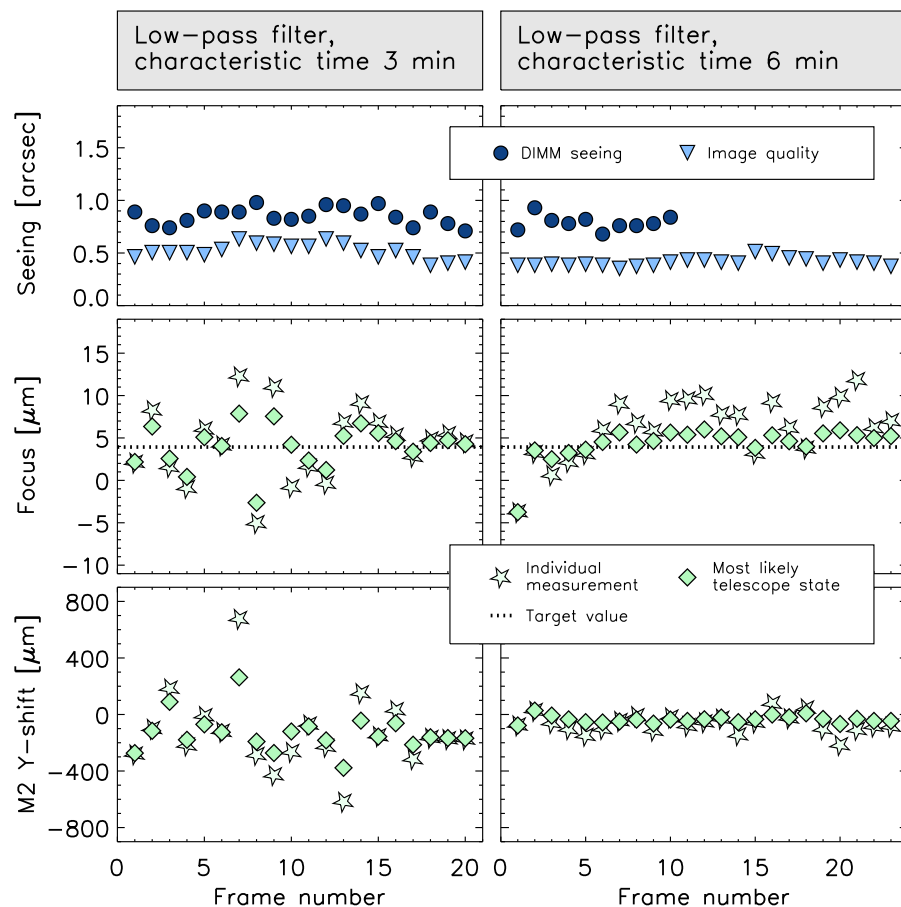 Low-pass filter,
characteristic time 3 min
Low-pass filter,
characteristic time 6 min
Seeing [arcsec]
1.5
1.0
0.5
0.0
DIMM seeing
Image quality
Focus [μm]
15
10
5
0
−5
−10
Individual
measurement
Most likely
telescope state
Target value
M2 Y-shift [μm]
800
400
0
−400
−800
0 5 10 15 20
0 10 20
Frame number
Frame number